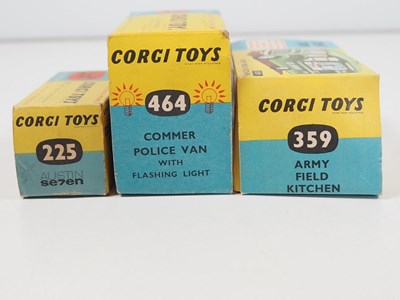 CORGI TOYS
225
AUSTIN
se7en
CORGI TOYS
464
COMMER
POLICE VAN
WITH
FLASHING LIGHT
CORGI TOYS
359
ARMY
FIELD
KITCHEN